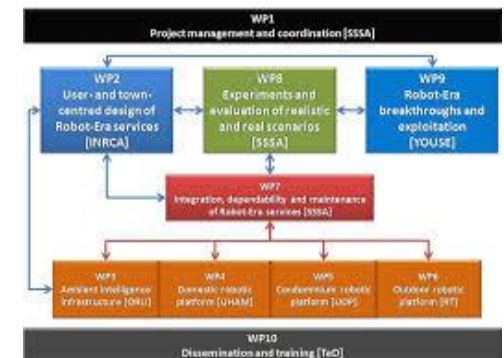 WP1
Project management and coordination [SSSA]
WP2
User- and town-
centred design of
Robot-Era services
[INRCA]
WP8
Experiments and
evaluation of realistic
and real scenarios
[SSSA]
WP9
Robot-Era
breakthroughs and
exploitation
[YOUSE]
WP7
Integration, dependability and maintenance
of Robot-Era services [SSSA]
WP3
Ambient Intelligence
Infrastructure [ORU]
WP4
Domestic robotic
platform [UHAM]
WP5
Condominium robotic
platform [UOP]
WP6
Outdoor robotic
platform [RT]
WP10
Dissemination and training [TeD]